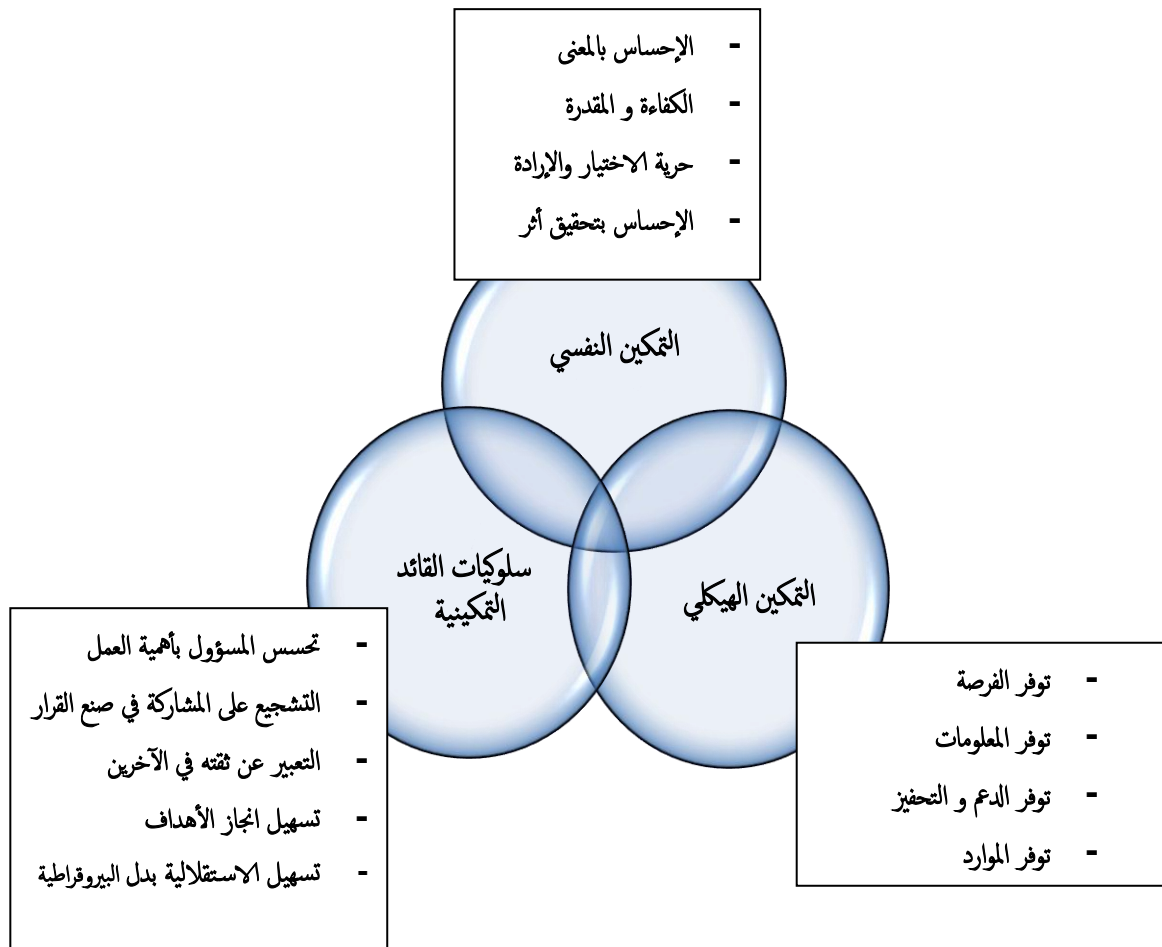 - الإحساس بالمعنى
- الكفاءة و المقدرة
- حرية الاختيار والإرادة
- الإحساس بتحقيق أثر
التمكين النفسي
سلوكيات القائد
التمكينية
التمكين الهيكلي
- تحسس المسؤول بأهمية العمل
- التشجيع على المشاركة في صنع القرار
- التعبير عن ثقته في الآخرين
- تسهيل انجاز الأهداف
- تسهيل الاستقلالية بدل البيروقراطية
- توفر الفرصة
- توفر المعلومات
- توفر الدعم و التحفيز
- توفر الموارد